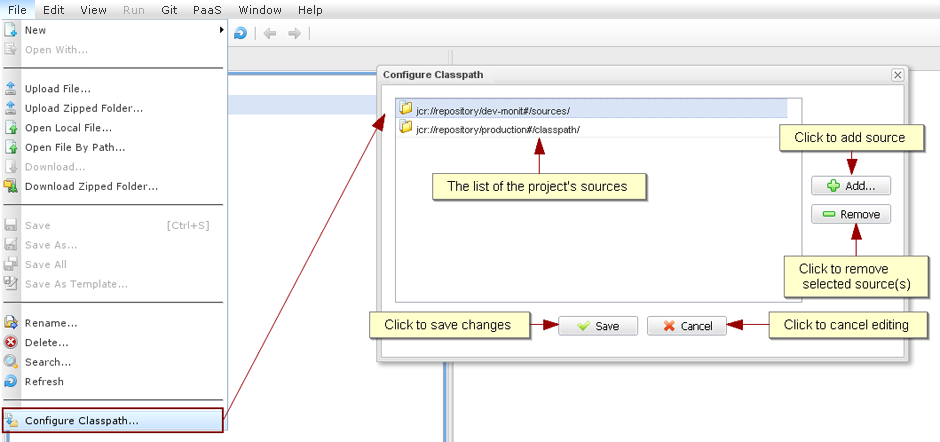 File Edit View Run Git PaaS Window Help
New
Open With...
Upload File...
Upload Zipped Folder...
Open Local File...
Open File By Path...
Download...
Download Zipped Folder...
Save [Ctrl+S]
Save As...
Save All
Save As Template...
Rename...
Delete...
Search...
Refresh
Configure Classpath...
Configure Classpath
jcr://repository/dev-monit#/sources/
jcr://repository/production#/classpath/
The list of the project's sources
Click to add source
Add...
Remove
Click to remove
selected source(s)
Click to save changes
Save
Cancel
Click to cancel editing